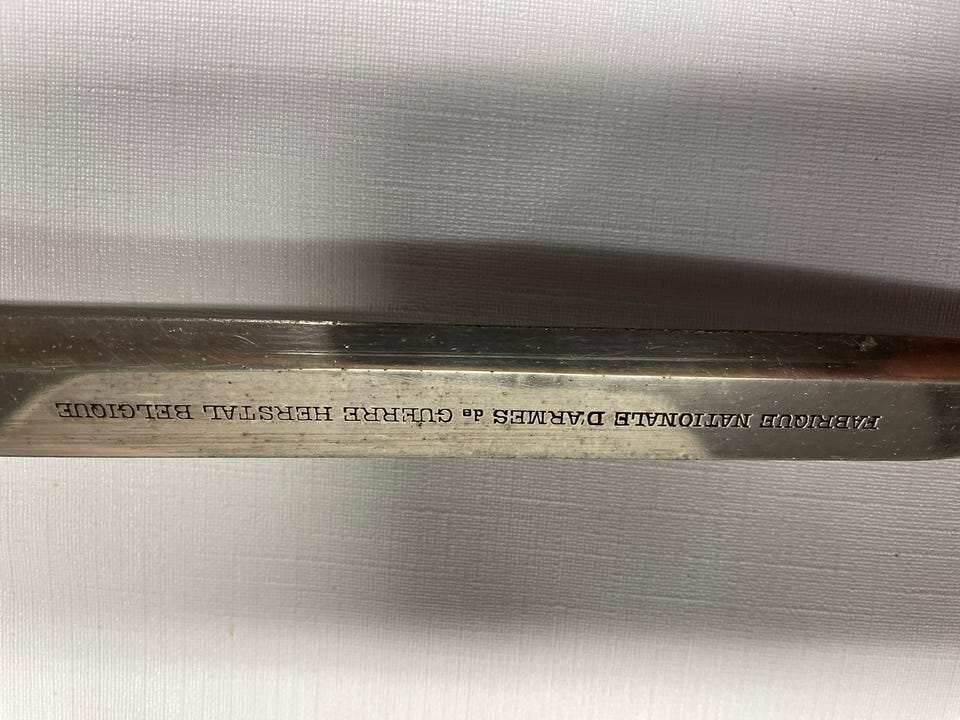 FABRIQUE NATIONALE D'ARMES de GUERRE HERSTAL BELGIQUE